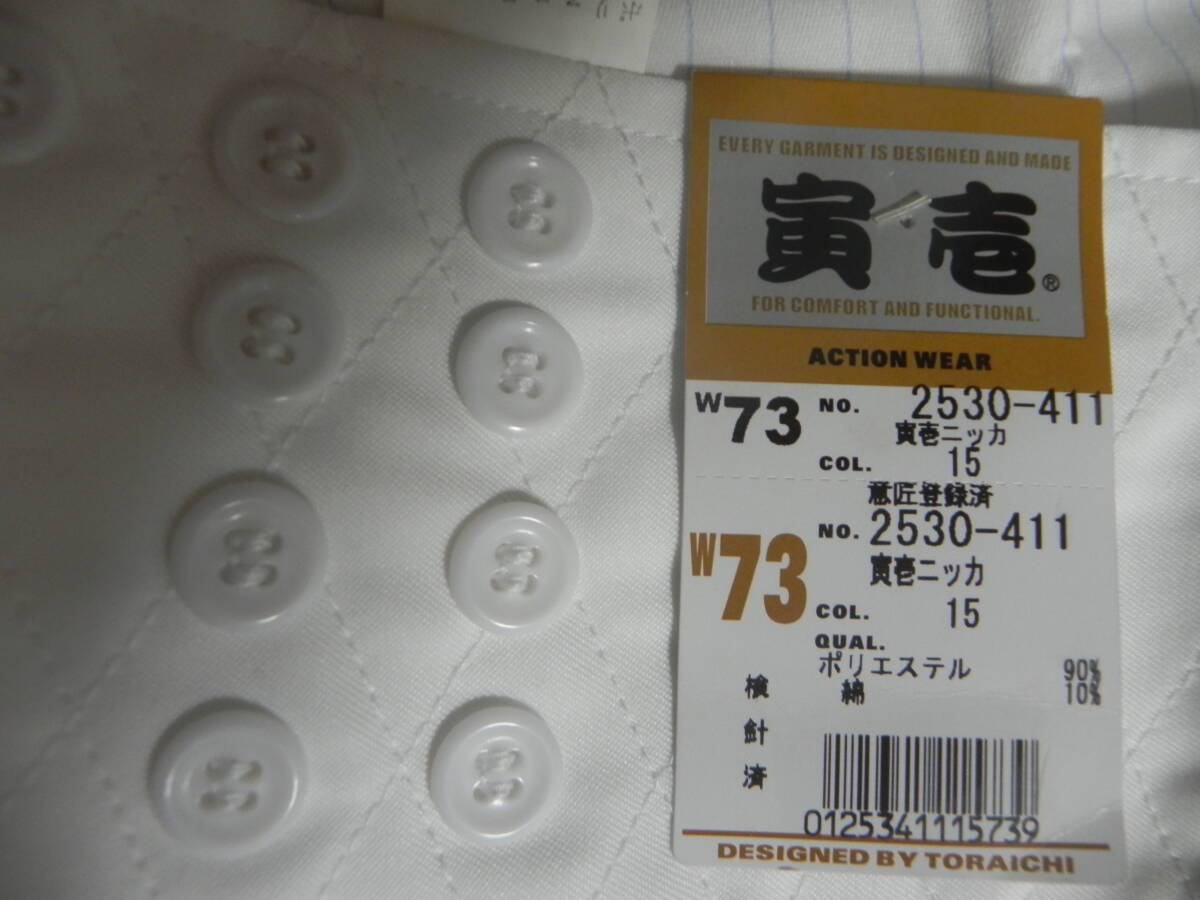 EVERY GARMENT IS DESIGNED AND MADE
寅壱®
FOR COMFORT AND FUNCTIONAL.
ACTION WEAR
W73 NO. 2530-411
寅壱ニッカ
COL. 15
意匠登録済
W73 NO. 2530-411
寅壱ニッカ
COL. 15
QUAL.
ポリエステル 90%
綿 10%
検針済
0125341115739
DESIGNED BY TORAICHI